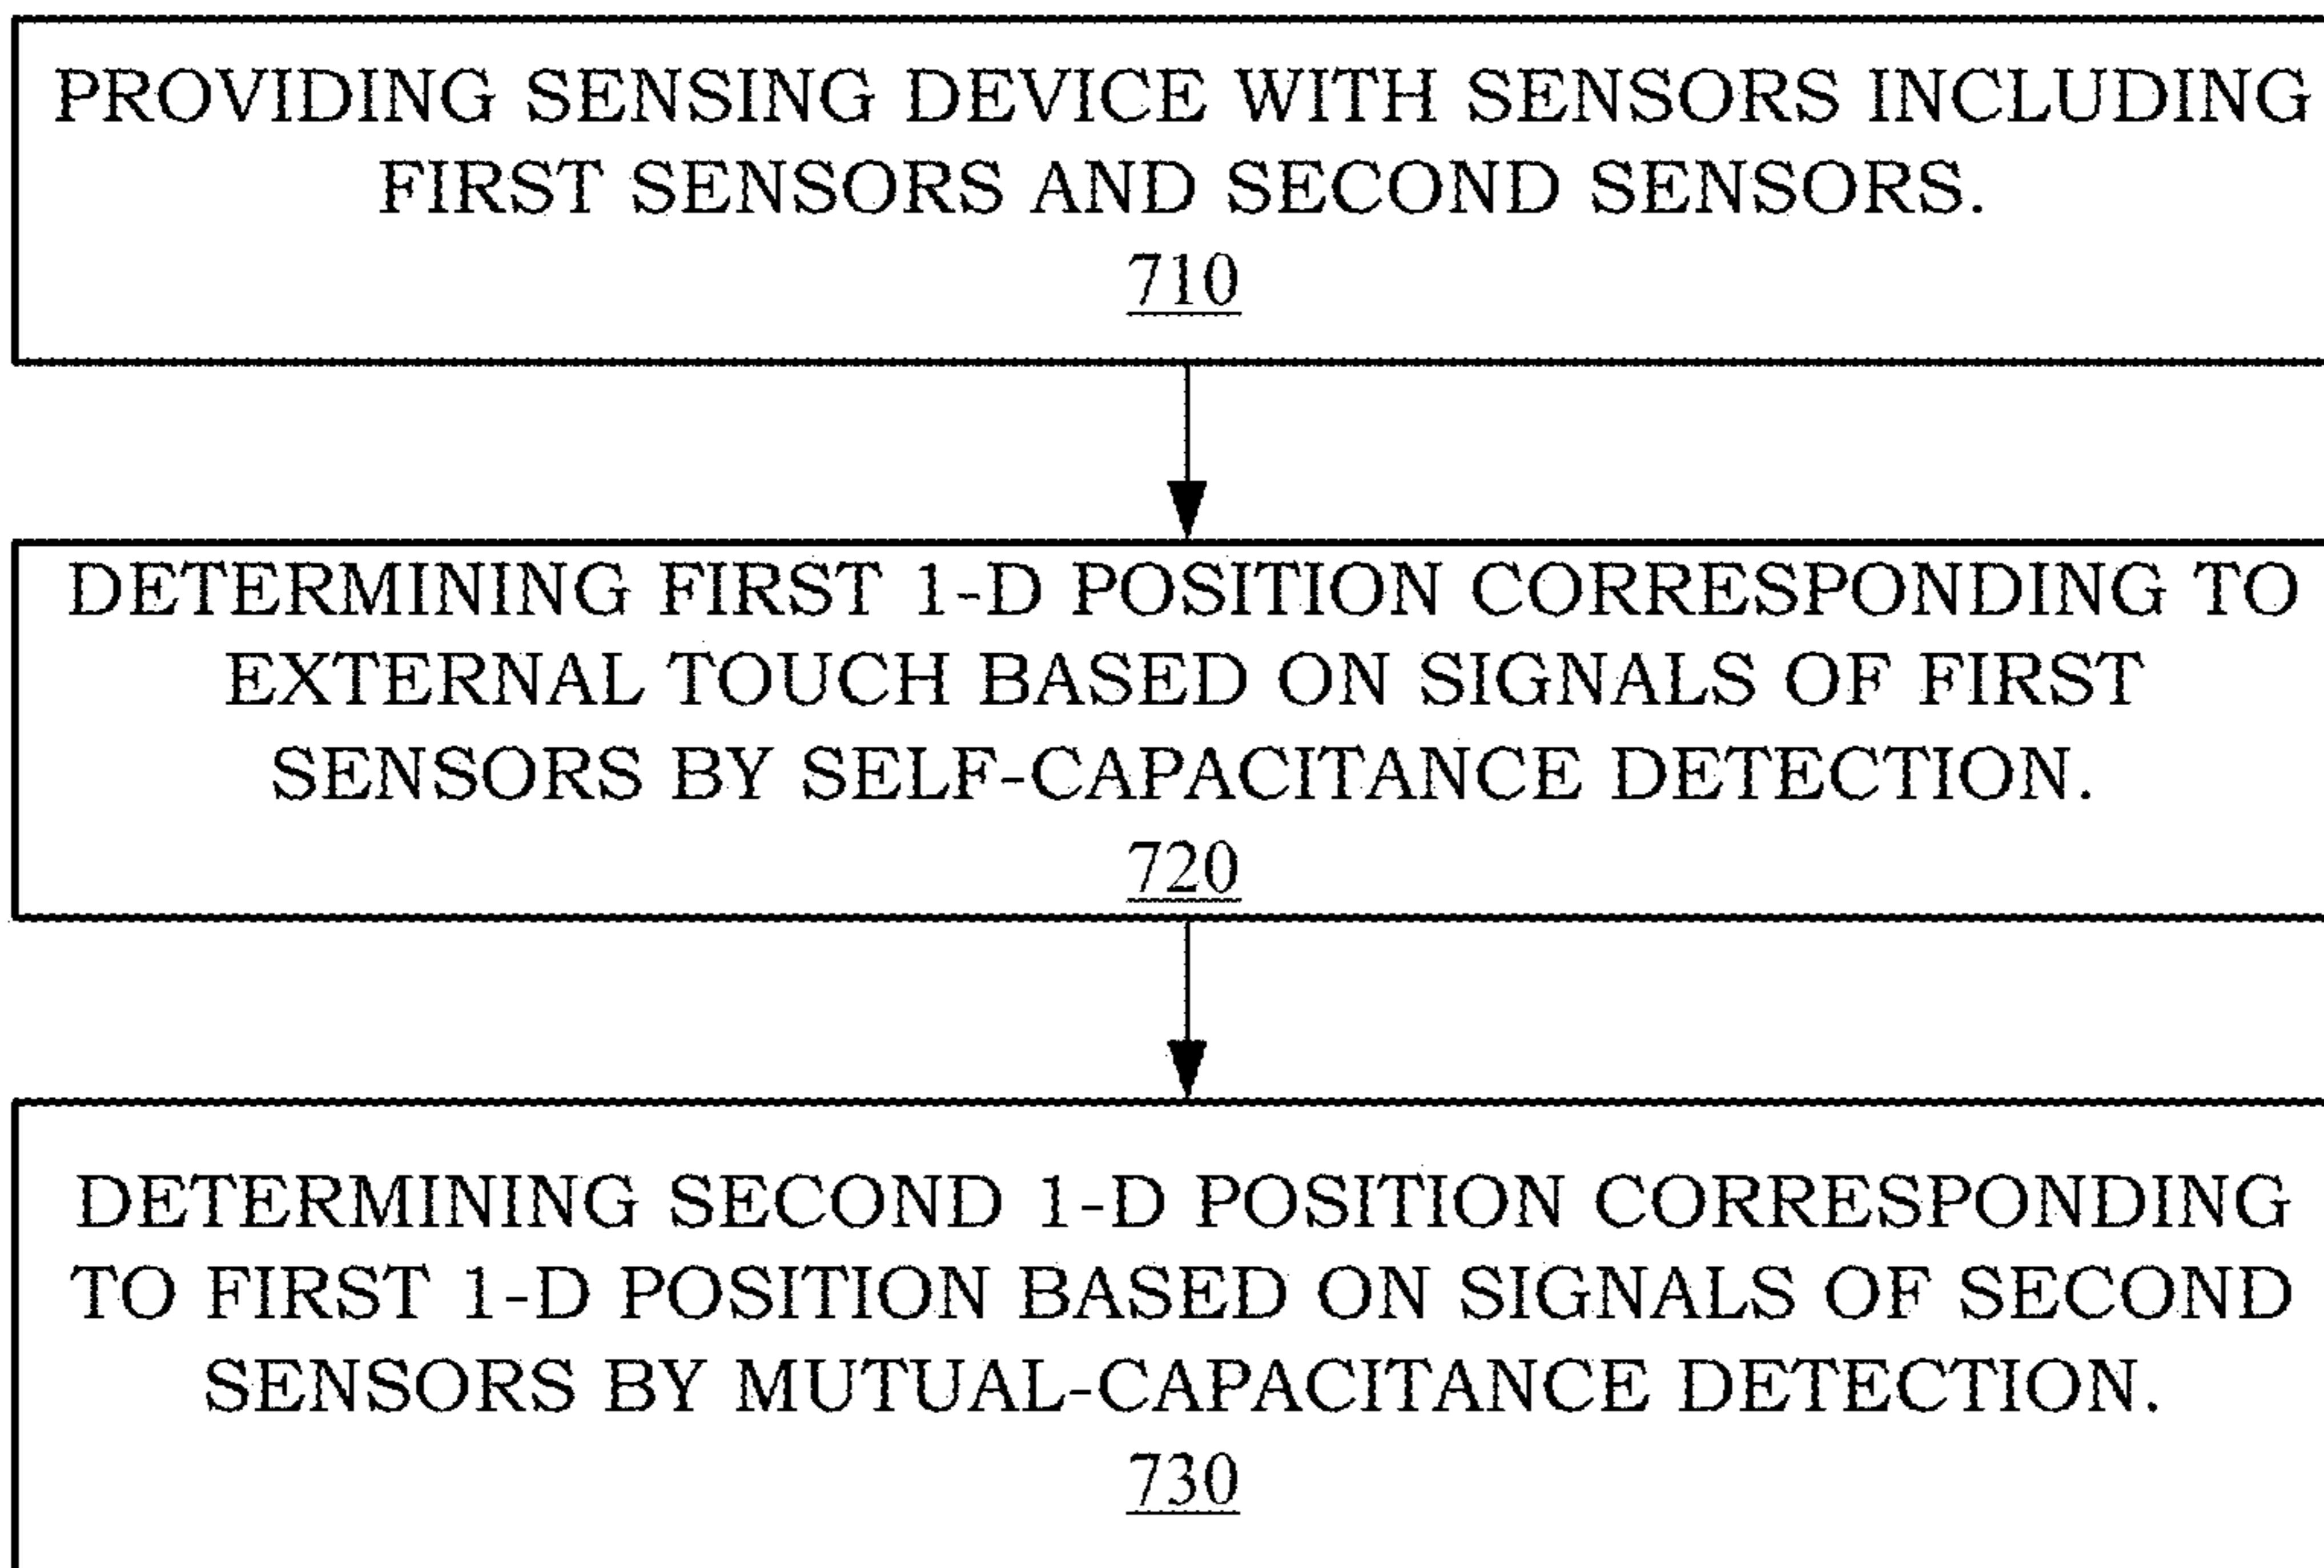 PROVIDING SENSING DEVICE WITH SENSORS INCLUDING
FIRST SENSORS AND SECOND SENSORS.
710
DETERMINING FIRST 1-D POSITION CORRESPONDING TO
EXTERNAL TOUCH BASED ON SIGNALS OF FIRST
SENSORS BY SELF-CAPACITANCE DETECTION.
720
DETERMINING SECOND 1-D POSITION CORRESPONDING
TO FIRST 1-D POSITION BASED ON SIGNALS OF SECOND
SENSORS BY MUTUAL-CAPACITANCE DETECTION.
730